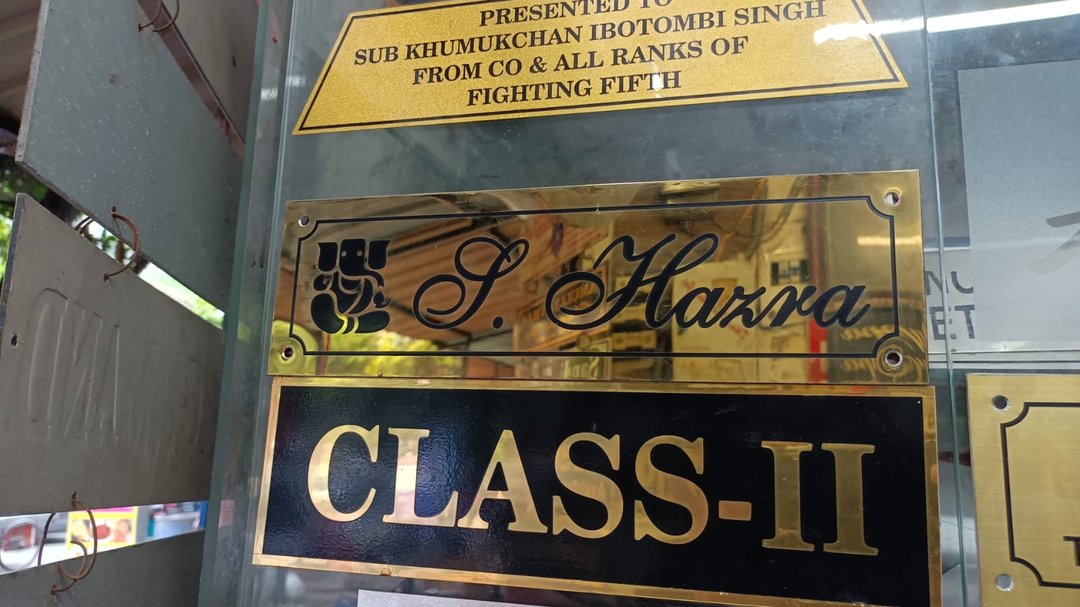 PRESENTED TO
SUB KHUMUKCHAN IBOTOMBI SINGH
FROM CO & ALL RANKS OF
FIGHTING FIFTH
S. Hazra
CLASS-II